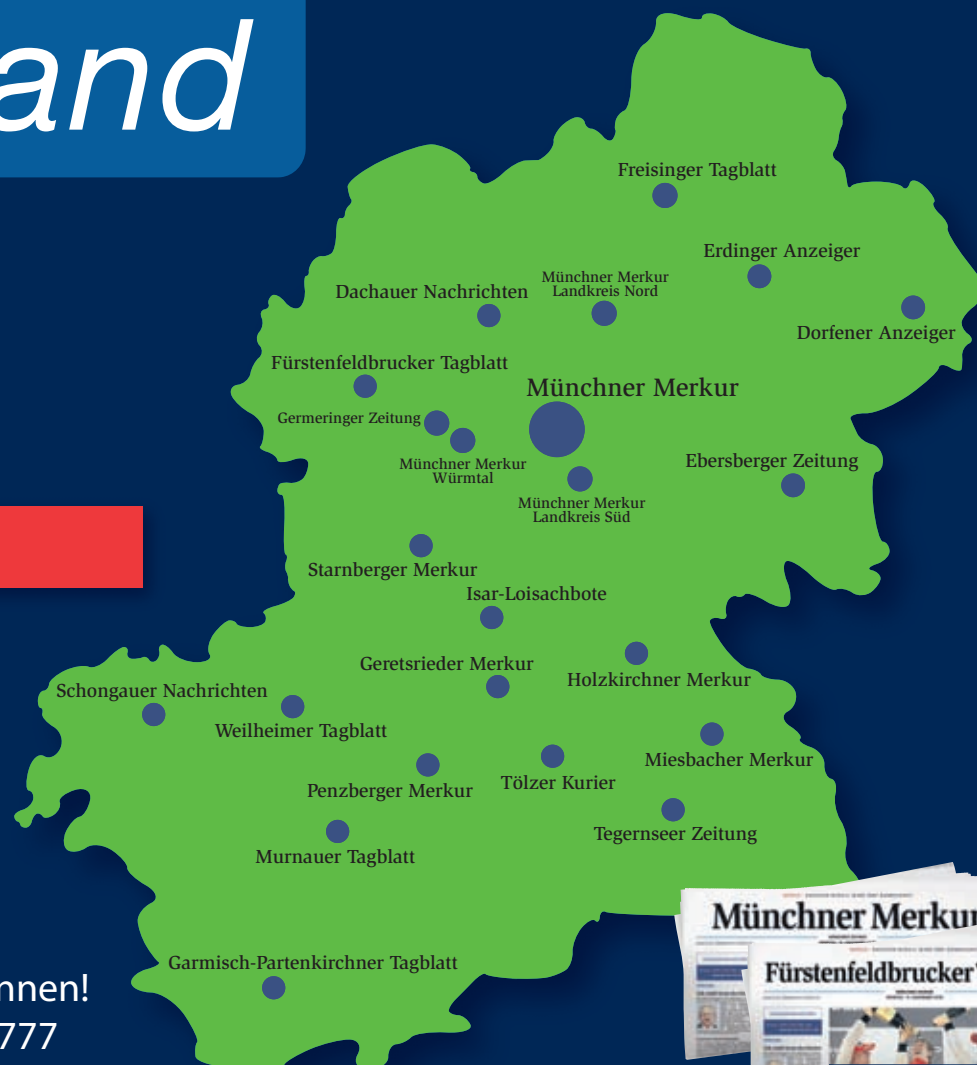 and
Freisinger Tagblatt
Erdinger Anzeiger
Münchner Merkur
Landkreis Nord
Dachauer Nachrichten
Dorfener Anzeiger
Fürstenfeldbrucker Tagblatt
Münchner Merkur
Germeringer Zeitung
Münchner Merkur
Würmtal
Ebersberger Zeitung
Münchner Merkur
Landkreis Süd
Starnberger Merkur
Isar-Loisachbote
Geretsrieder Merkur
Holzkirchner Merkur
Schongauer Nachrichten
Weilheimer Tagblatt
Miesbacher Merkur
Penzberger Merkur
Tölzer Kurier
Tegernseer Zeitung
Murnauer Tagblatt
Garmisch-Partenkirchner Tagblatt
nnen!
777
Münchner Merkur
Fürstenfeldbrucker